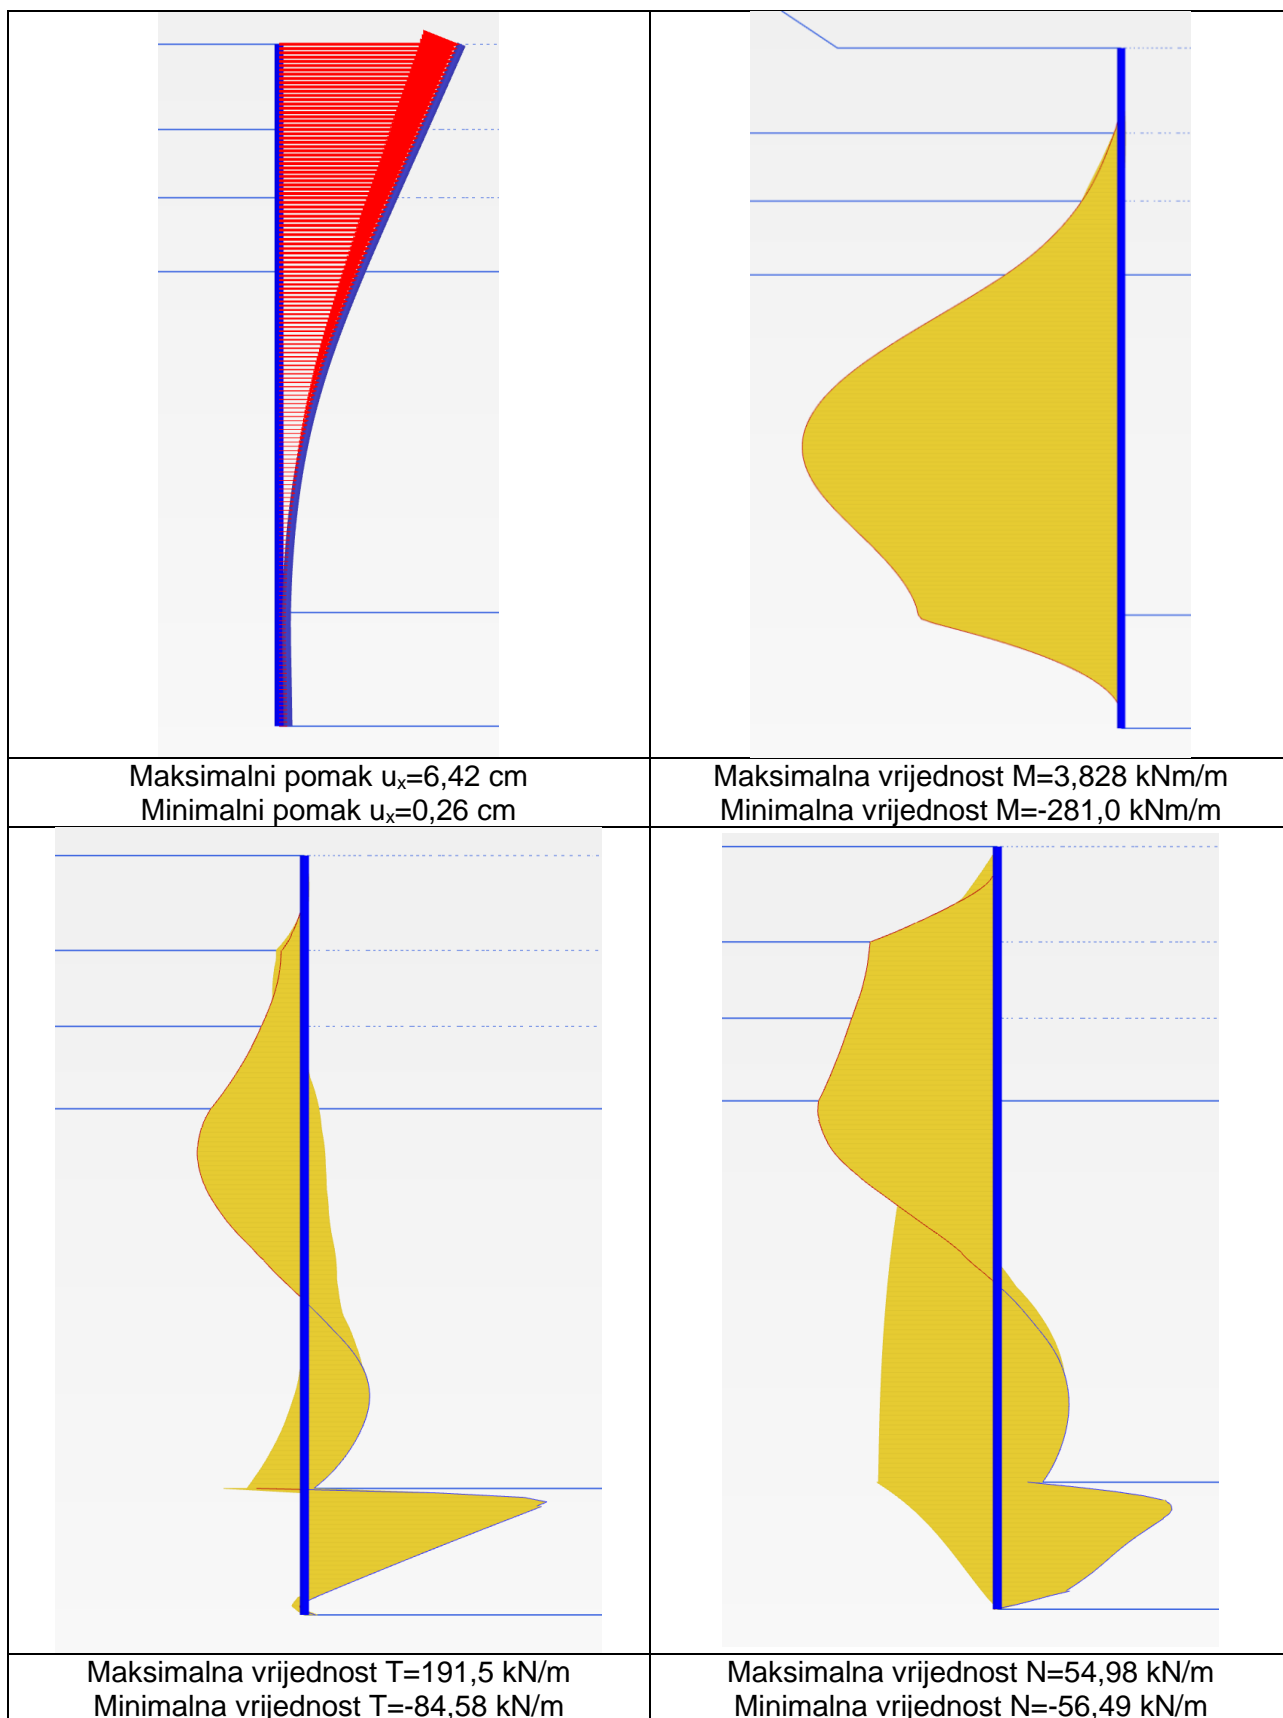 Maksimalni pomak uₓ=6,42 cm
Minimalni pomak uₓ=0,26 cm
Maksimalna vrijednost M=3,828 kNm/m
Minimalna vrijednost M=-281,0 kNm/m
Maksimalna vrijednost T=191,5 kN/m
Minimalna vrijednost T=-84,58 kN/m
Maksimalna vrijednost N=54,98 kN/m
Minimalna vrijednost N=-56,49 kN/m